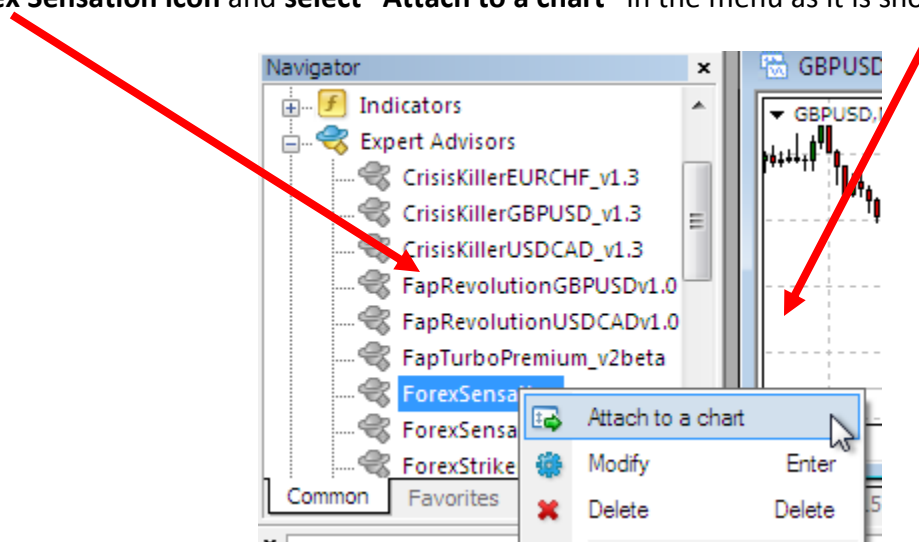 ex Sensation icon and select "Attach to a chart" in the menu as it is sho
Navigator
GBPUSD
Indicators
GBPUSD,
Expert Advisors
CrisisKillerEURCHF_v1.3
CrisisKillerGBPUSD_v1.3
CrisisKillerUSDCAD_v1.3
FapRevolutionGBPUSDv1.0
FapRevolutionUSDCADv1.0
FapTurboPremium_v2beta
ForexSensa
Attach to a chart
ForexSensa
Modify Enter
ForexStrike
Common Favorites
Delete Delete